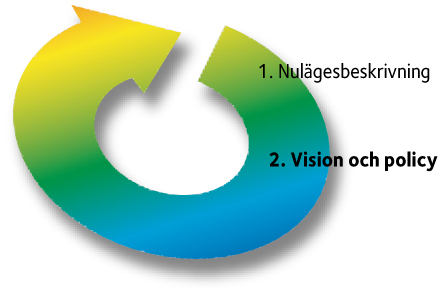 1. Nulägesbeskrivning
2. Vision och policy